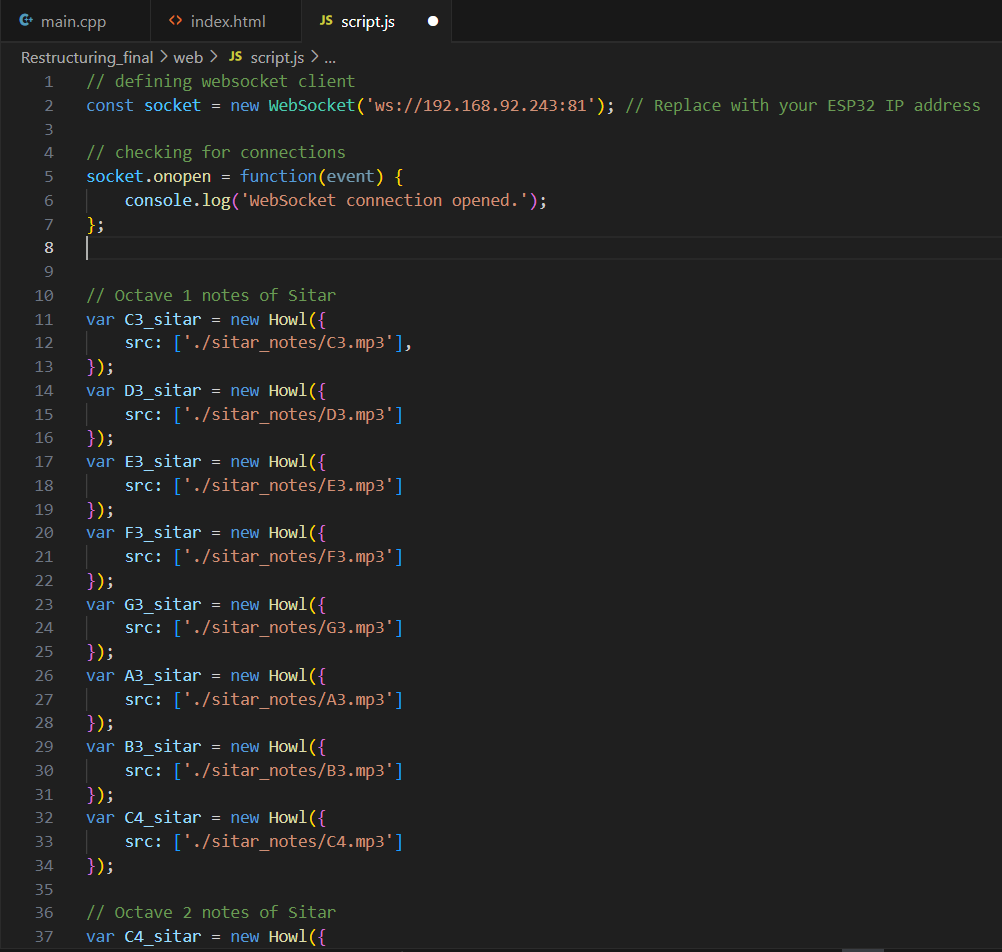 main.cpp index.html JS script.js
Restructuring_final > web > JS script.js > ...
1 // defining websocket client
2 const socket = new WebSocket('ws://192.168.92.243:81'); // Replace with your ESP32 IP address
3
4 // checking for connections
5 socket.onopen = function(event) {
6     console.log('WebSocket connection opened.');
7 };
8
9
10 // Octave 1 notes of Sitar
11 var C3_sitar = new Howl({
12     src: ['./sitar_notes/C3.mp3'],
13 });
14 var D3_sitar = new Howl({
15     src: ['./sitar_notes/D3.mp3']
16 });
17 var E3_sitar = new Howl({
18     src: ['./sitar_notes/E3.mp3']
19 });
20 var F3_sitar = new Howl({
21     src: ['./sitar_notes/F3.mp3']
22 });
23 var G3_sitar = new Howl({
24     src: ['./sitar_notes/G3.mp3']
25 });
26 var A3_sitar = new Howl({
27     src: ['./sitar_notes/A3.mp3']
28 });
29 var B3_sitar = new Howl({
30     src: ['./sitar_notes/B3.mp3']
31 });
32 var C4_sitar = new Howl({
33     src: ['./sitar_notes/C4.mp3']
34 });
35
36 // Octave 2 notes of Sitar
37 var C4_sitar = new Howl({